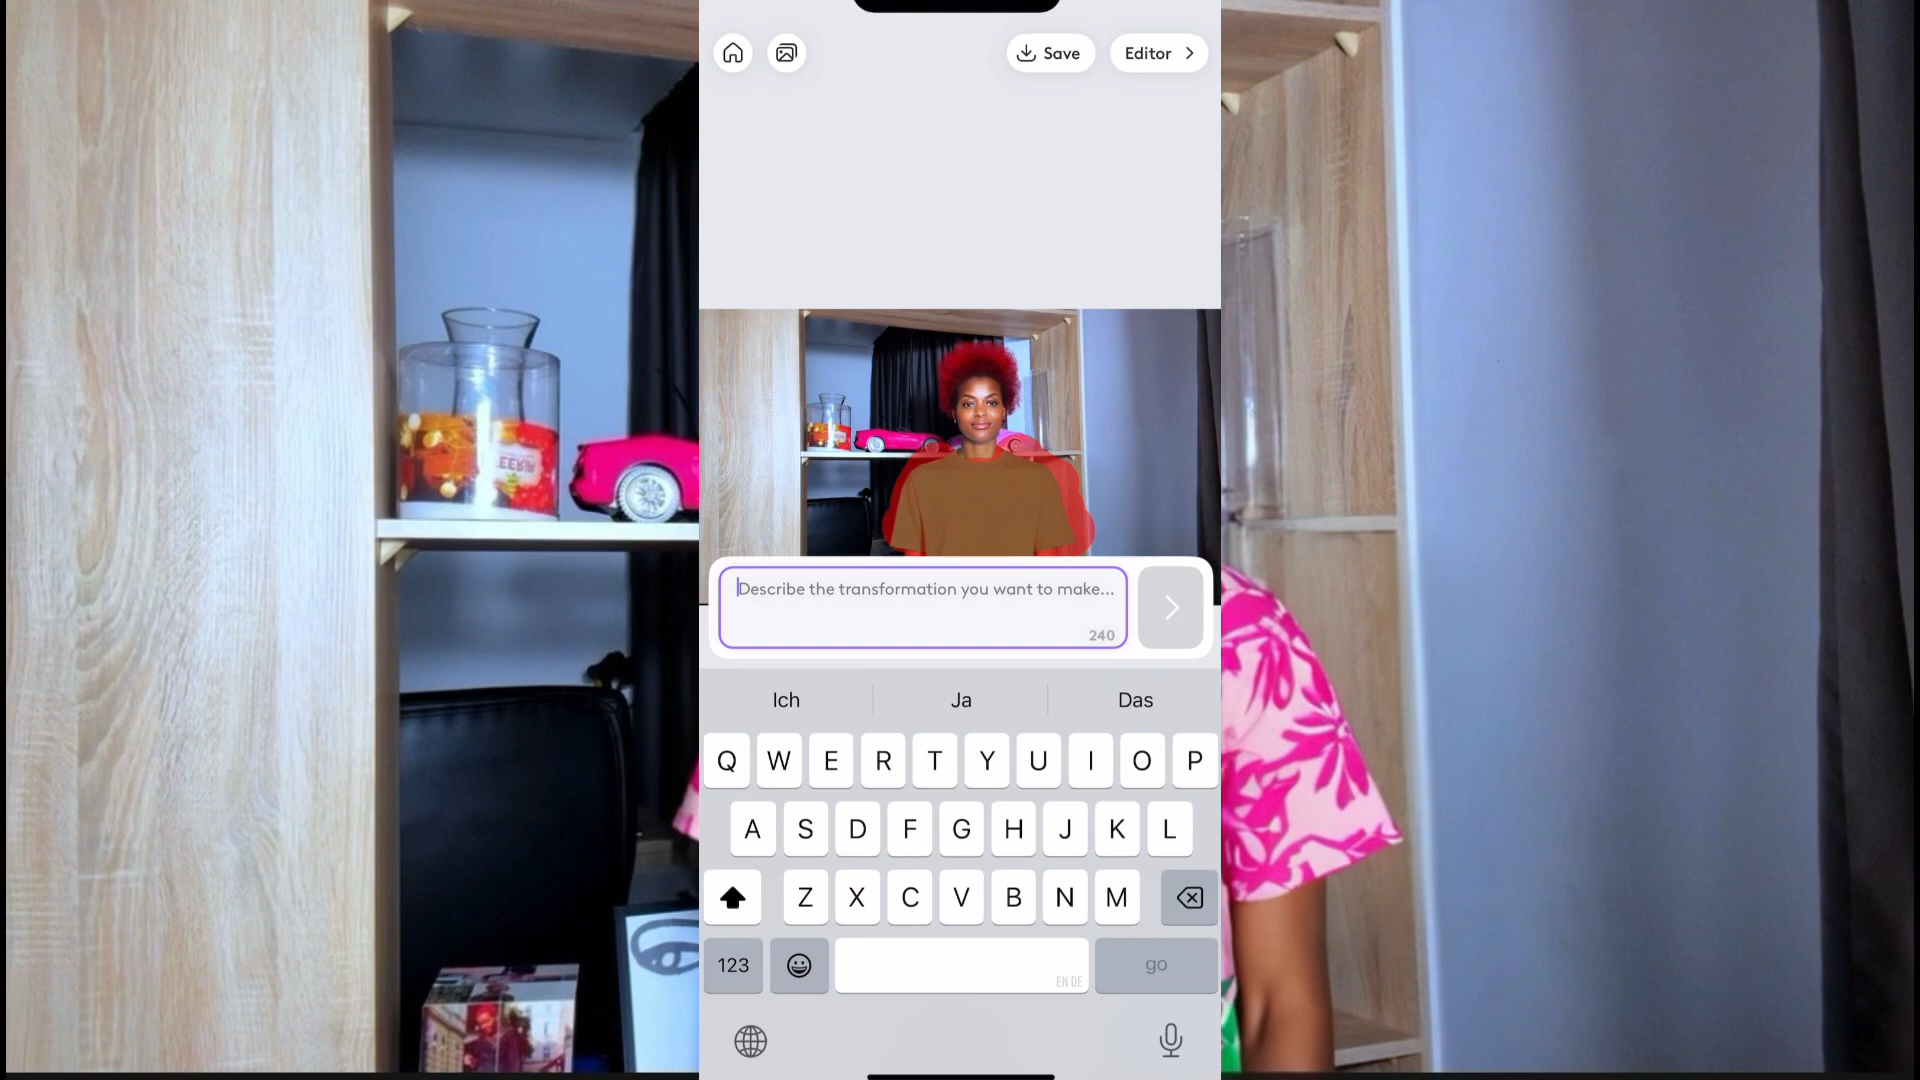 Save
Editor
Describe the transformation you want to make...
240
Ich
Ja
Das
Q W E R T Y U I O P
A S D F G H J K L
Z X C V B N M
123
EN DE
go